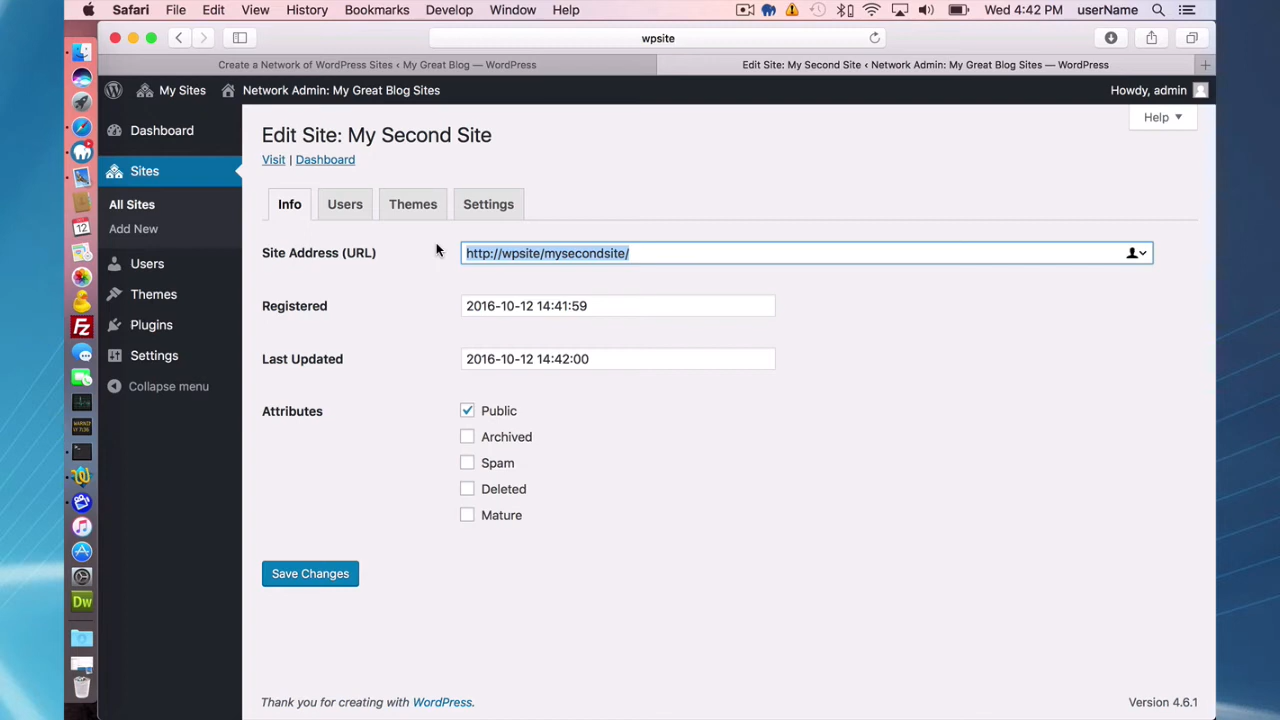 Safari File Edit View History Bookmarks Develop Window Help Wed 4:42 PM userName
wpsite
Create a Network of WordPress Sites ‹ My Great Blog — WordPress
Edit Site: My Second Site ‹ Network Admin: My Great Blog Sites — WordPress
My Sites Network Admin: My Great Blog Sites Howdy, admin
Help
Dashboard
Sites
All Sites
Add New
Users
Themes
Plugins
Settings
Collapse menu
Edit Site: My Second Site
Visit | Dashboard
Info Users Themes Settings
Site Address (URL) http://wpsite/mysecondsite/
Registered 2016-10-12 14:41:59
Last Updated 2016-10-12 14:42:00
Attributes Public
Archived
Spam
Deleted
Mature
Save Changes
Thank you for creating with WordPress. Version 4.6.1
12
Fz
Dw